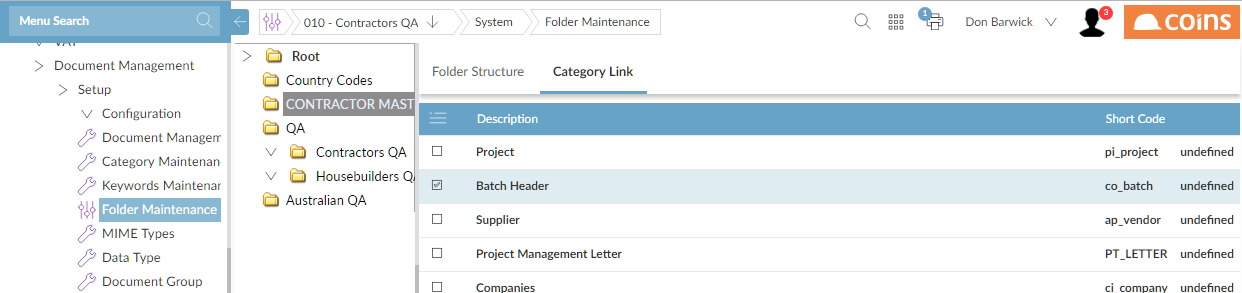 Menu Search
010 - Contractors QA
System
Folder Maintenance
1
Don Barwick
3
coins
Document Management
Setup
Configuration
Document Managem
Category Maintenan
Keywords Maintenan
Folder Maintenance
MIME Types
Data Type
Document Group
Root
Country Codes
CONTRACTOR MAST
QA
Contractors QA
Housebuilders QA
Australian QA
Folder Structure
Category Link
Description
Short Code
Project
pi_project
undefined
Batch Header
co_batch
undefined
Supplier
ap_vendor
undefined
Project Management Letter
PT_LETTER
undefined
Companies
ci_company
undefined